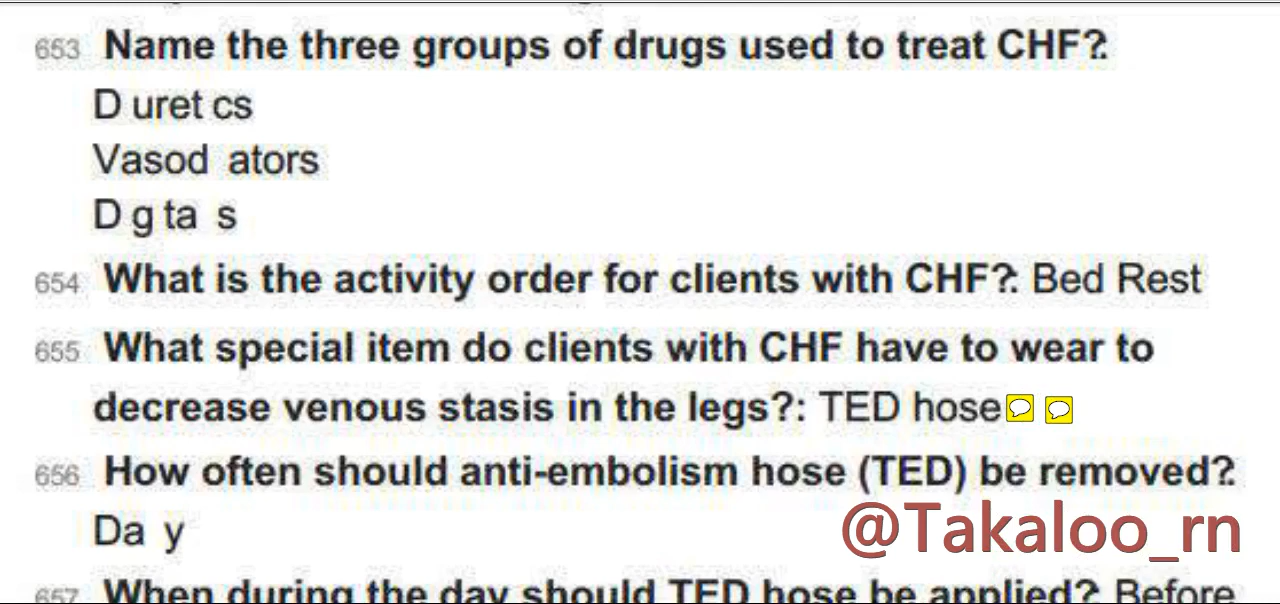 653 Name the three groups of drugs used to treat CHF?:
D uret cs
Vasod ators
D g ta s
654 What is the activity order for clients with CHF?: Bed Rest
655 What special item do clients with CHF have to wear to
decrease venous stasis in the legs?: TED hose
656 How often should anti-embolism hose (TED) be removed?:
Da y
@Takaloo_rn
657 When during the day should TED hose be applied? Before